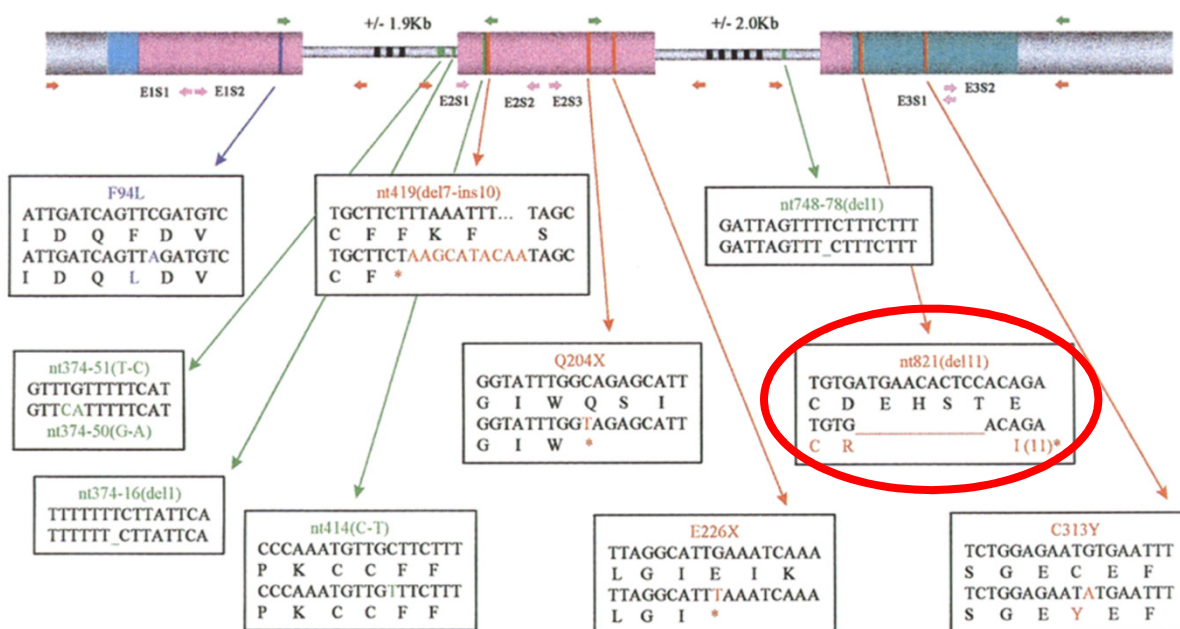 +/- 1.9Kb
+/- 2.0Kb
E1S1
E1S2
E2S1
E2S2
E2S3
E3S1
E3S2
F94L
ATTGATCAGTTCGATGTC
I D Q F D V
ATTGATCAGTTAGATGTC
I D Q L D V
nt419(del7-ins10)
TGCTTCTTTAAATTT... TAGC
C F F K F S
TGCTTCTAAGCATACAATAGC
C F *
nt748-78(del1)
GATTAGTTTTCTTTCTTT
GATTAGTTT_CTTTCTTT
nt374-51(T-C)
GTTTGTTTTTCAT
GTTCATTTTTCAT
nt374-50(G-A)
Q204X
GGTATTTGGCAGAGCATT
G I W Q S I
GGTATTTGGTAGAGCATT
G I W *
nt821(del11)
TGTGATGAACACTCCACAGA
C D E H S T E
TGTG___________ACAGA
C R I (11)*
nt374-16(del1)
TTTTTTTCTTATTCA
TTTTTT_CTTATTCA
nt414(C-T)
CCCAAATGTTGCTTCTTT
P K C C F F
CCCAAATGTTGTTTCTTT
P K C C F F
E226X
TTAGGCATTGAAATCAAA
L G I E I K
TTAGGCATTTAAATCAAA
L G I *
C313Y
TCTGGAGAATGTGAATTT
S G E C E F
TCTGGAGAATATGAATTT
S G E Y E F